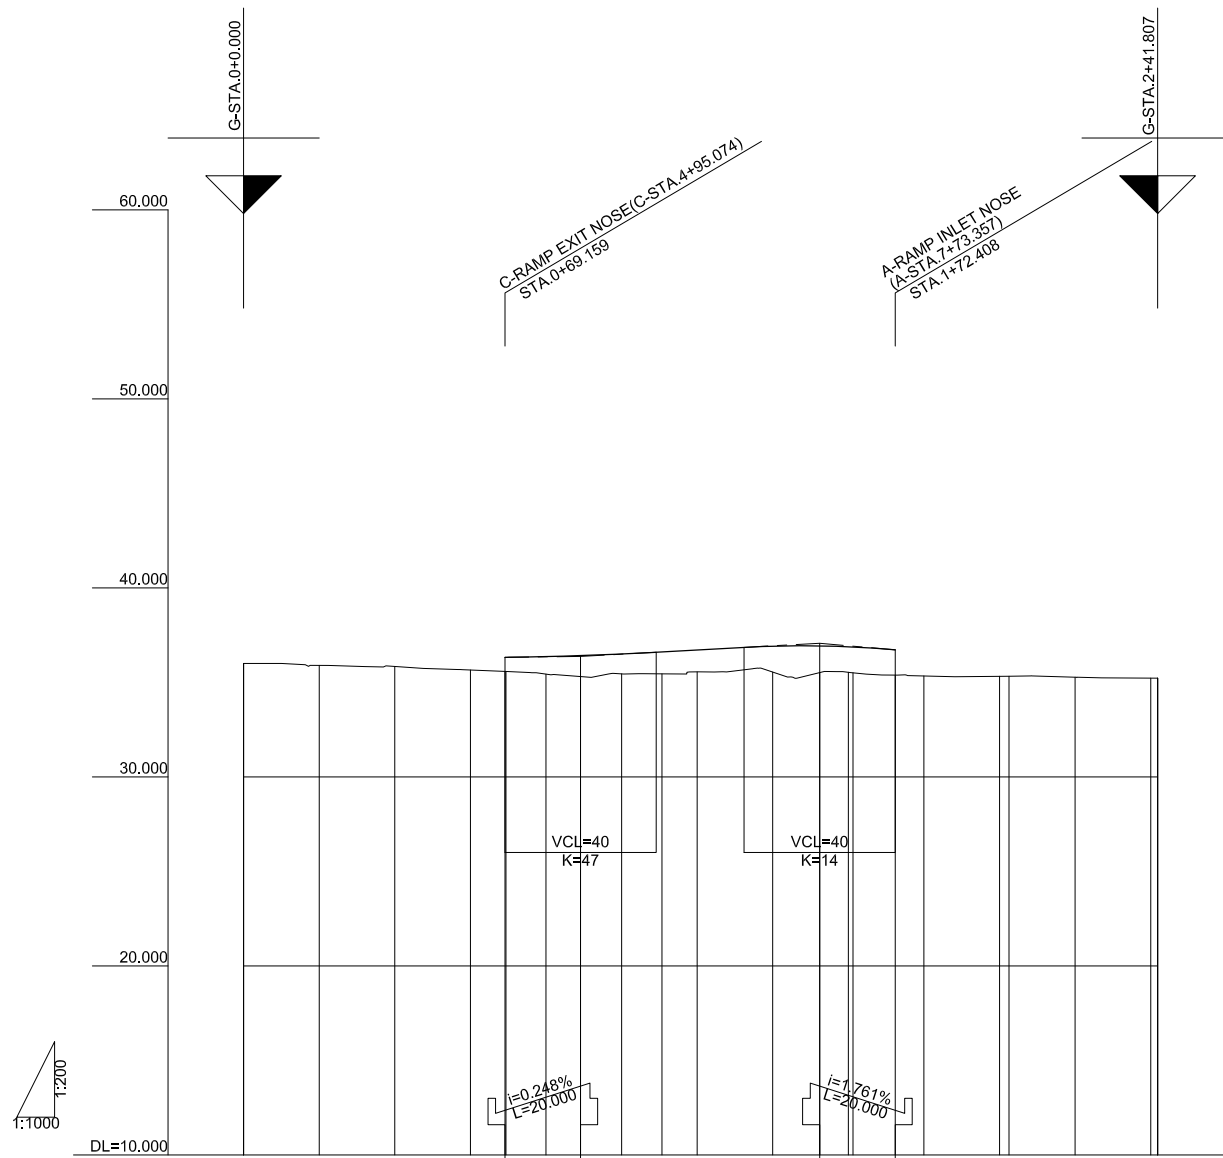 G-STA.0+0.000
G-STA.2+41.807
C-RAMP EXIT NOSE(C-STA.4+95.074)
STA.0+69.159
A-RAMP INLET NOSE
(A-STA.7+73.357)
STA.1+72.408
60.000
50.000
40.000
30.000
VCL=40
K=47
VCL=40
K=14
20.000
i=0.248%
L=20.000
i=1.761%
L=20.000
1:200
1:1000
DL=10.000